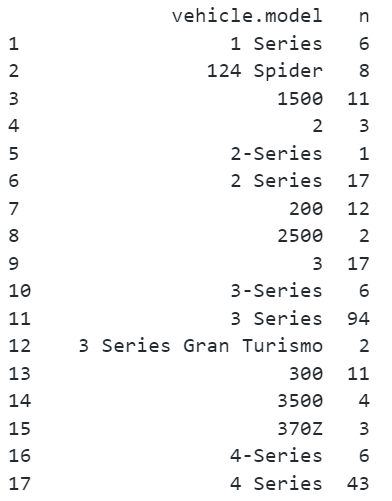 vehicle.model n
1 1 Series 6
2 124 Spider 8
3 1500 11
4 2 3
5 2-Series 1
6 2 Series 17
7 200 12
8 2500 2
9 3 17
10 3-Series 6
11 3 Series 94
12 3 Series Gran Turismo 2
13 300 11
14 3500 4
15 370Z 3
16 4-Series 6
17 4 Series 43